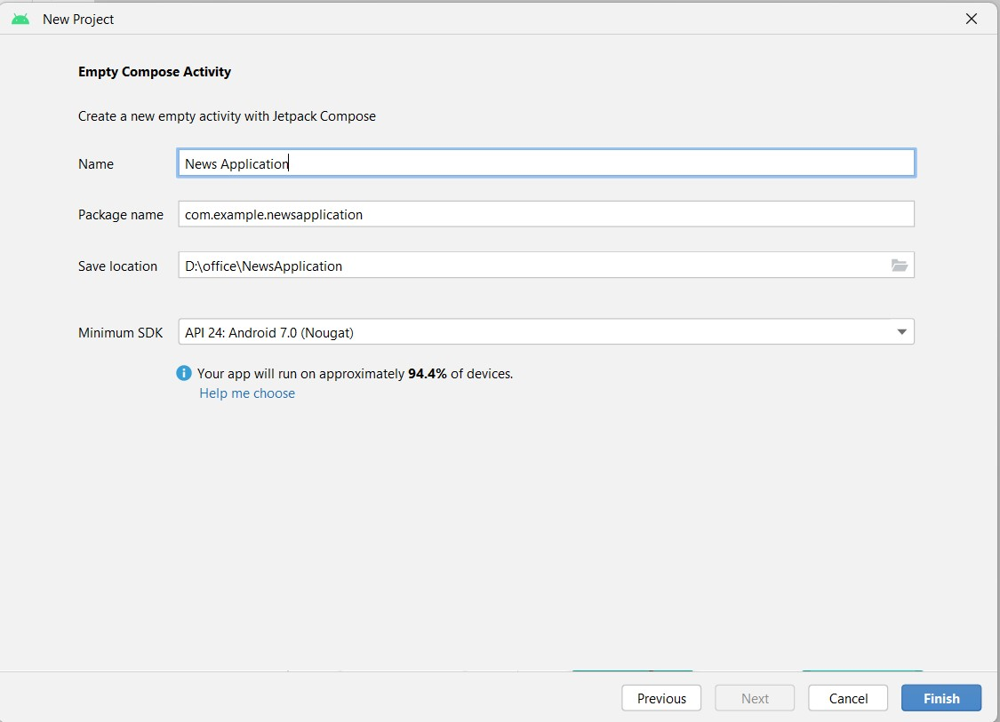 New Project
Empty Compose Activity
Create a new empty activity with Jetpack Compose
Name News Application
Package name com.example.newsapplication
Save location D:\office\NewsApplication
Minimum SDK API 24: Android 7.0 (Nougat)
Your app will run on approximately 94.4% of devices.
Help me choose
Previous Next Cancel Finish